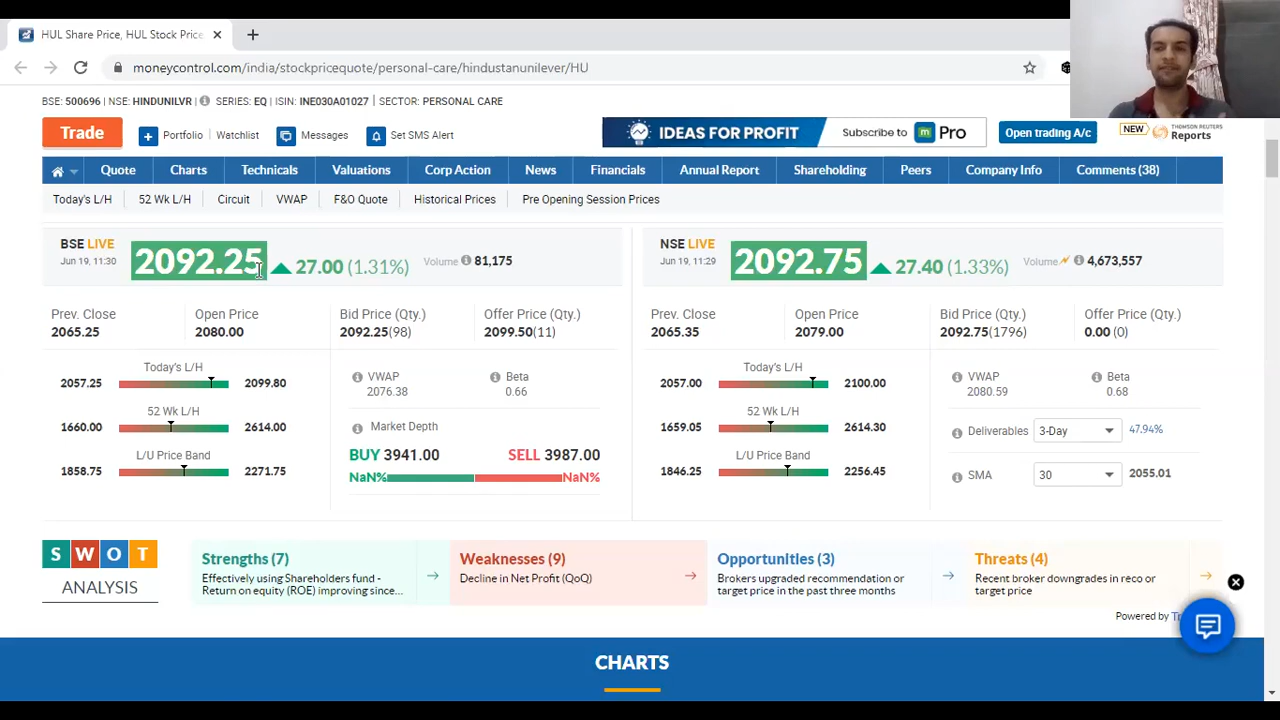 HUL Share Price, HUL Stock Price
moneycontrol.com/india/stockpricequote/personal-care/hindustanunilever/HU
BSE: 500696 | NSE: HINDUNILVR | SERIES: EQ | ISIN: INE030A01027 | SECTOR: PERSONAL CARE
Trade
Portfolio | Watchlist
Messages
Set SMS Alert
IDEAS FOR PROFIT
Subscribe to m Pro
Open trading A/c
NEW
THOMSON REUTERS
Reports
Quote Charts Technicals Valuations Corp Action News Financials Annual Report Shareholding Peers Company Info Comments (38)
Today's L/H 52 Wk L/H Circuit VWAP F&O Quote Historical Prices Pre Opening Session Prices
BSE LIVE
Jun 19, 11:30
2092.25
27.00 (1.31%)
Volume 81,175
Prev. Close Open Price Bid Price (Qty.) Offer Price (Qty.)
2065.25 2080.00 2092.25(98) 2099.50(11)
Today's L/H
2057.25 2099.80
52 Wk L/H
1660.00 2614.00
L/U Price Band
1858.75 2271.75
VWAP Beta
2076.38 0.66
Market Depth
BUY 3941.00 SELL 3987.00
NaN% NaN%
NSE LIVE
Jun 19, 11:29
2092.75
27.40 (1.33%)
Volume 4,673,557
Prev. Close Open Price Bid Price (Qty.) Offer Price (Qty.)
2065.35 2079.00 2092.75(1796) 0.00 (0)
Today's L/H
2057.00 2100.00
52 Wk L/H
1659.05 2614.30
L/U Price Band
1846.25 2256.45
VWAP Beta
2080.59 0.68
Deliverables 3-Day 47.94%
SMA 30 2055.01
S W O T
ANALYSIS
Strengths (7)
Effectively using Shareholders fund -
Return on equity (ROE) improving since...
Weaknesses (9)
Decline in Net Profit (QoQ)
Opportunities (3)
Brokers upgraded recommendation or
target price in the past three months
Threats (4)
Recent broker downgrades in reco or
target price
Powered by
CHARTS